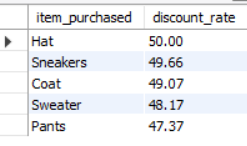 item_purchased discount_rate
Hat 50.00
Sneakers 49.66
Coat 49.07
Sweater 48.17
Pants 47.37